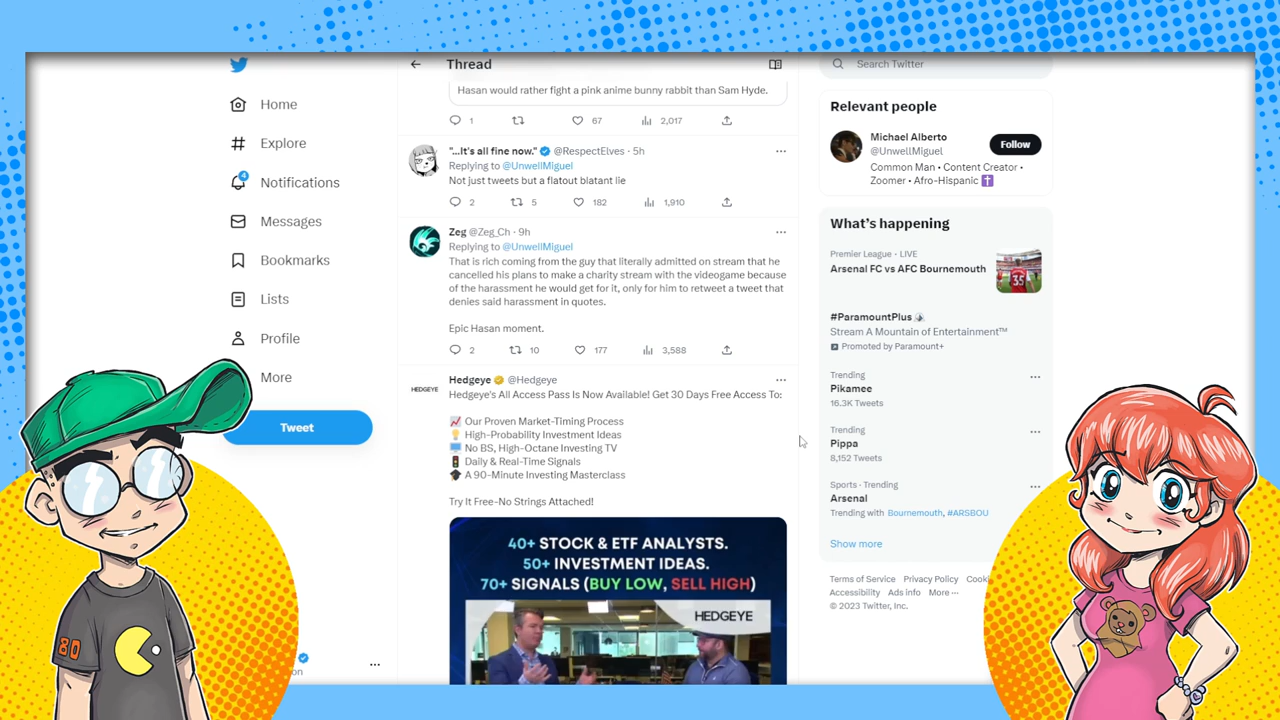 Home
Explore
4
Notifications
Messages
Bookmarks
Lists
Profile
More
Tweet
on
Thread
Hasan would rather fight a pink anime bunny rabbit than Sam Hyde.
1 67 2,017
"...It's all fine now." @RespectElves · 5h
Replying to @UnwellMiguel
Not just tweets but a flatout blatant lie
2 5 182 1,910
Zeg @Zeg_Ch · 9h
Replying to @UnwellMiguel
That is rich coming from the guy that literally admitted on stream that he
cancelled his plans to make a charity stream with the videogame because
of the harassment he would get for it, only for him to retweet a tweet that
denies said harassment in quotes.
Epic Hasan moment.
2 10 177 3,588
HEDGEYE
Hedgeye @Hedgeye
Hedgeye's All Access Pass Is Now Available! Get 30 Days Free Access To:
📈 Our Proven Market-Timing Process
💡 High-Probability Investment Ideas
🖥️ No BS, High-Octane Investing TV
🚦 Daily & Real-Time Signals
🎓 A 90-Minute Investing Masterclass
Try It Free-No Strings Attached!
40+ STOCK & ETF ANALYSTS.
50+ INVESTMENT IDEAS.
70+ SIGNALS (BUY LOW, SELL HIGH)
HEDGEYE
Search Twitter
Relevant people
Michael Alberto
@UnwellMiguel
Follow
Common Man • Content Creator •
Zoomer • Afro-Hispanic ✝️
What's happening
Premier League · LIVE
Arsenal FC vs AFC Bournemouth
35
#ParamountPlus
Stream A Mountain of Entertainment™
Promoted by Paramount+
Trending
Pikamee
16.3K Tweets
Trending
Pippa
8,152 Tweets
Sports · Trending
Arsenal
Trending with Bournemouth, #ARSBOU
Show more
Terms of Service Privacy Policy Cooki
Accessibility Ads info More ···
© 2023 Twitter, Inc.
80